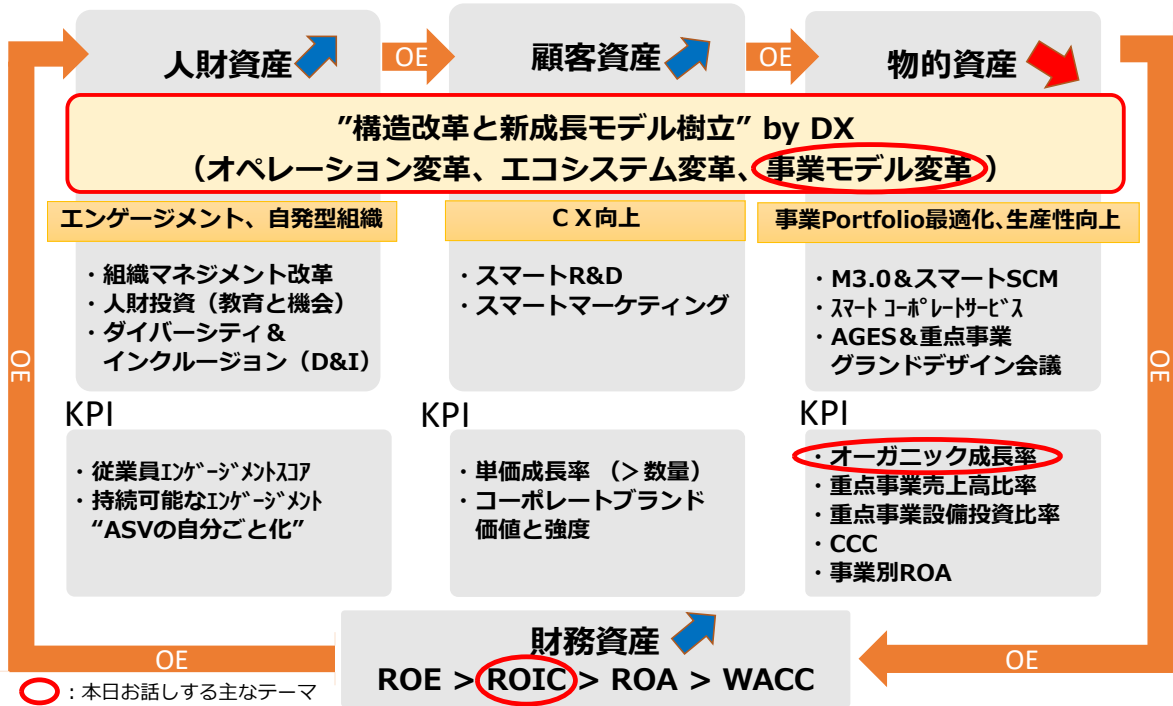 人財資産
OE
顧客資産
OE
物的資産
”構造改革と新成長モデル樹立” by DX
（オペレーション変革、エコシステム変革、事業モデル変革 ）
エンゲージメント、自発型組織
・組織マネジメント改革
・人財投資（教育と機会）
・ダイバーシティ＆
インクルージョン（D&I）
ＣＸ向上
・スマートR&D
・スマートマーケティング
事業Portfolio最適化、生産性向上
・M3.0＆スマートSCM
・ｽﾏｰﾄ ｺｰﾎﾟﾚｰﾄｻｰﾋﾞｽ
・AGES＆重点事業
グランドデザイン会議
OE
OE
KPI
・従業員ｴﾝｹﾞｰｼﾞﾒﾝﾄスコア
・持続可能なｴﾝｹﾞｰｼﾞﾒﾝﾄ
“ASVの自分ごと化”
KPI
・単価成長率 （＞数量）
・コーポレートブランド
価値と強度
KPI
・オーガニック成長率
・重点事業売上高比率
・重点事業設備投資比率
・CCC
・事業別ROA
OE
財務資産
ROE > ROIC > ROA > WACC
OE
：本日お話しする主なテーマ